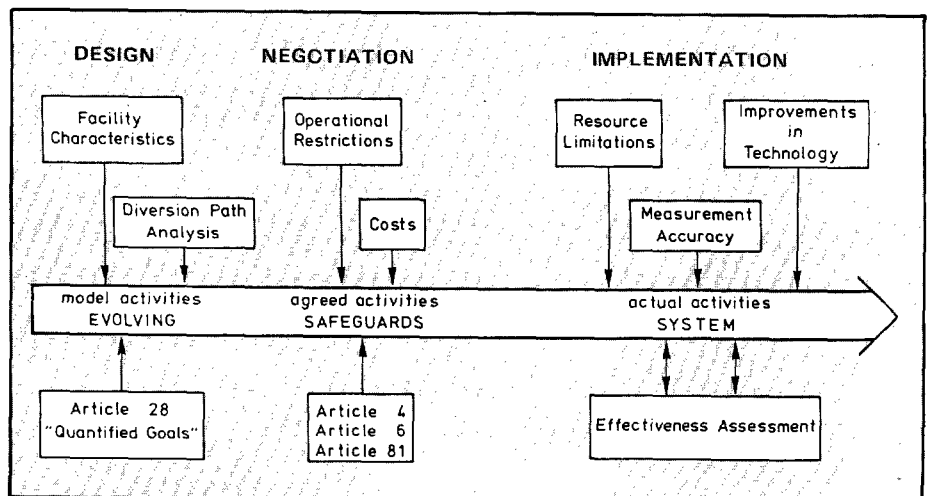 DESIGN
NEGOTIATION
IMPLEMENTATION
Facility
Characteristics
Operational
Restrictions
Resource
Limitations
Improvements
in
Technology
Diversion Path
Analysis
Costs
Measurement
Accuracy
model activities
EVOLVING
agreed activities
SAFEGUARDS
actual activities
SYSTEM
Article 28
"Quantified Goals"
Article 4
Article 6
Article 81
Effectiveness Assessment